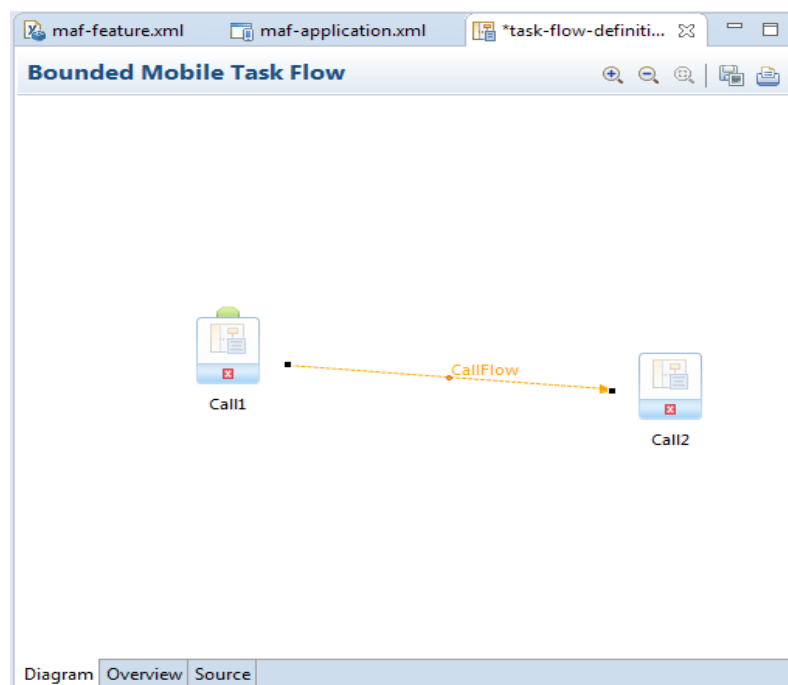 maf-feature.xml maf-application.xml *task-flow-definiti...
Bounded Mobile Task Flow
CallFlow
Call1
Call2
Diagram Overview Source